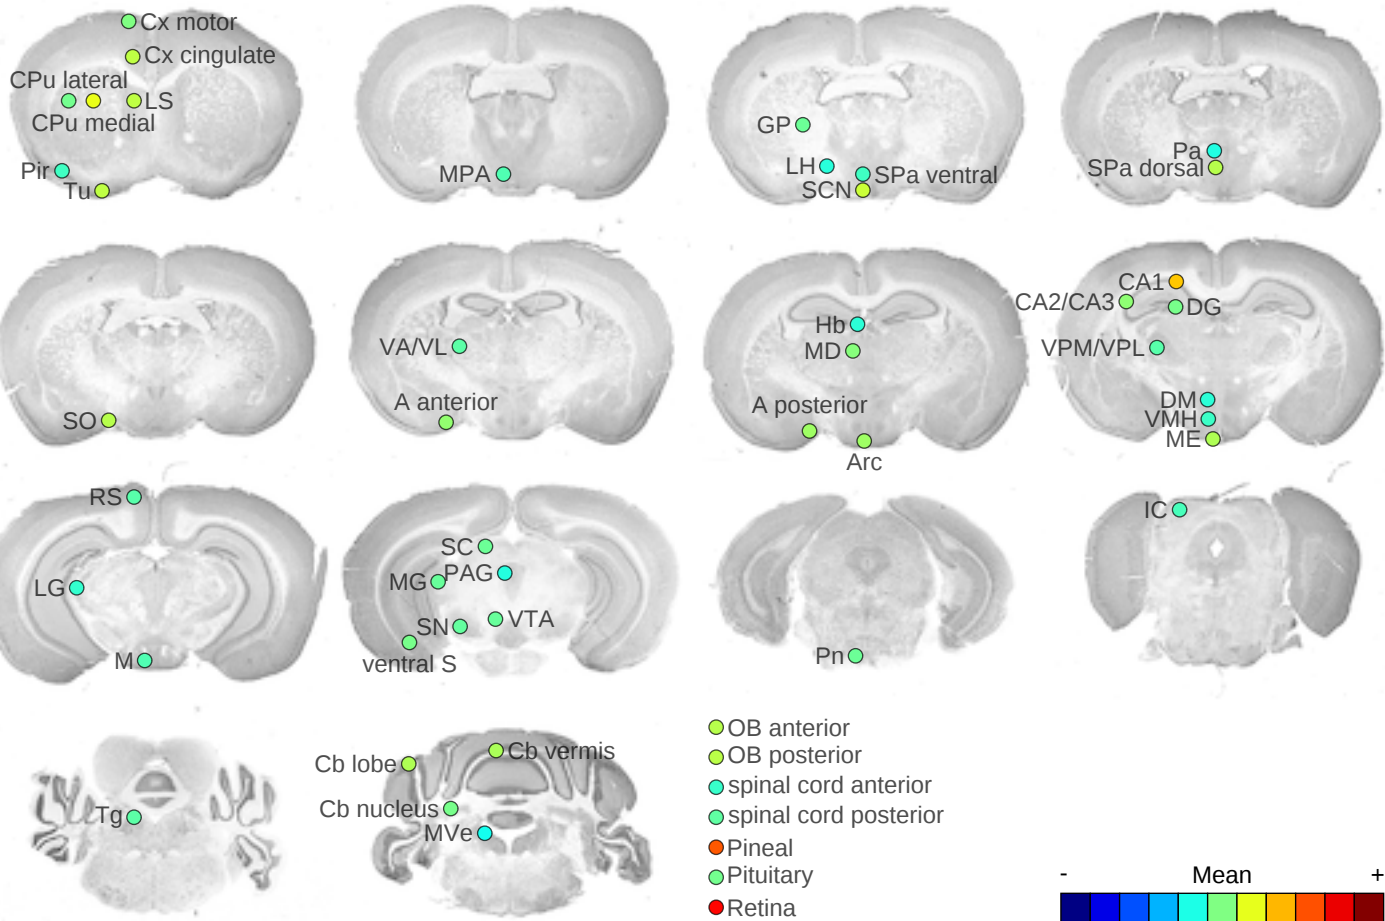 Cx motor
Cx cingulate
CPu lateral
LS
CPu medial
Pir
Tu
MPA
GP
LH
SPa ventral
SCN
Pa
SPa dorsal
SO
VA/VL
A anterior
Hb
MD
A posterior
Arc
CA1
CA2/CA3
DG
VPM/VPL
DM
VMH
ME
RS
LG
M
SC
MG
PAG
SN
VTA
ventral S
Pn
IC
Tg
Cb lobe
Cb vermis
Cb nucleus
MVe
OB anterior
OB posterior
spinal cord anterior
spinal cord posterior
Pineal
Pituitary
Retina
- Mean +